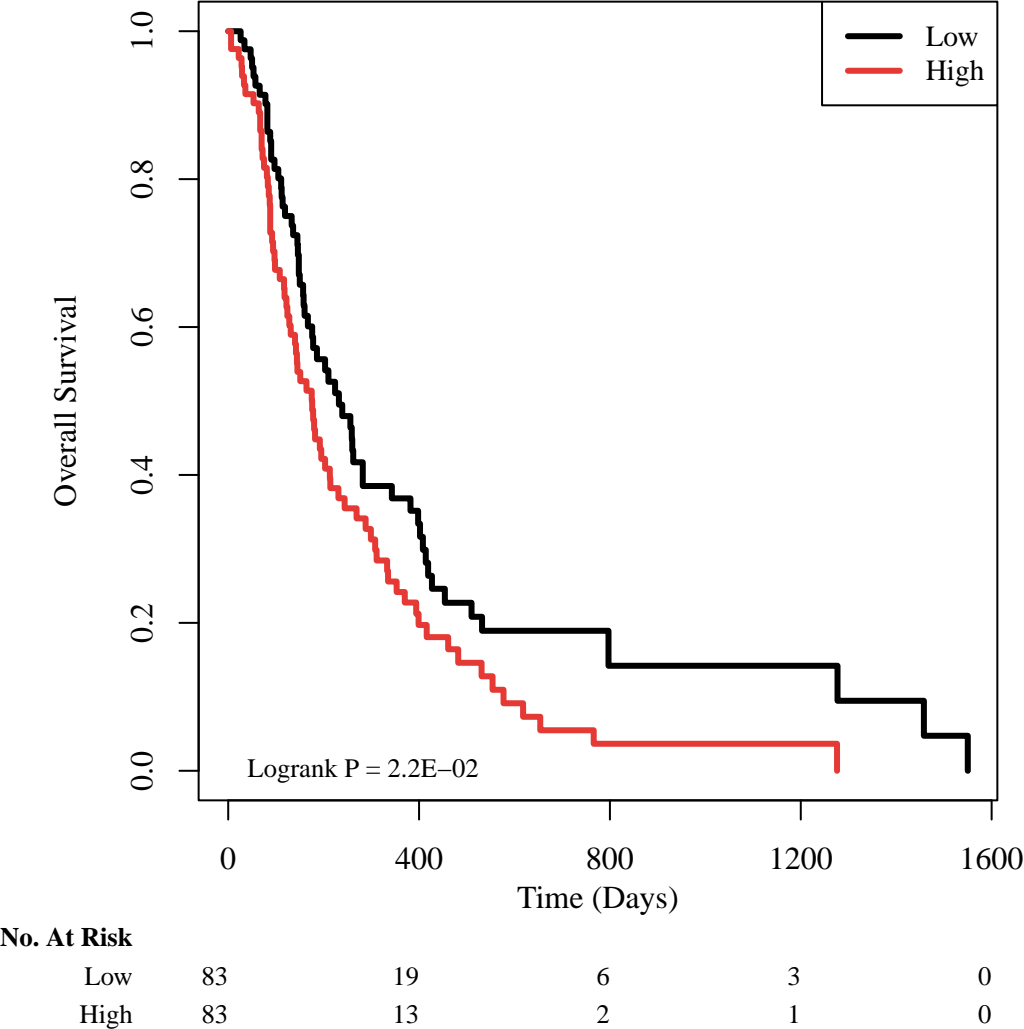 Low
High
Overall Survival
1.0
0.8
0.6
0.4
0.2
0.0
Logrank P = 2.2E−02
0 400 800 1200 1600
Time (Days)
No. At Risk
Low 83 19 6 3 0
High 83 13 2 1 0